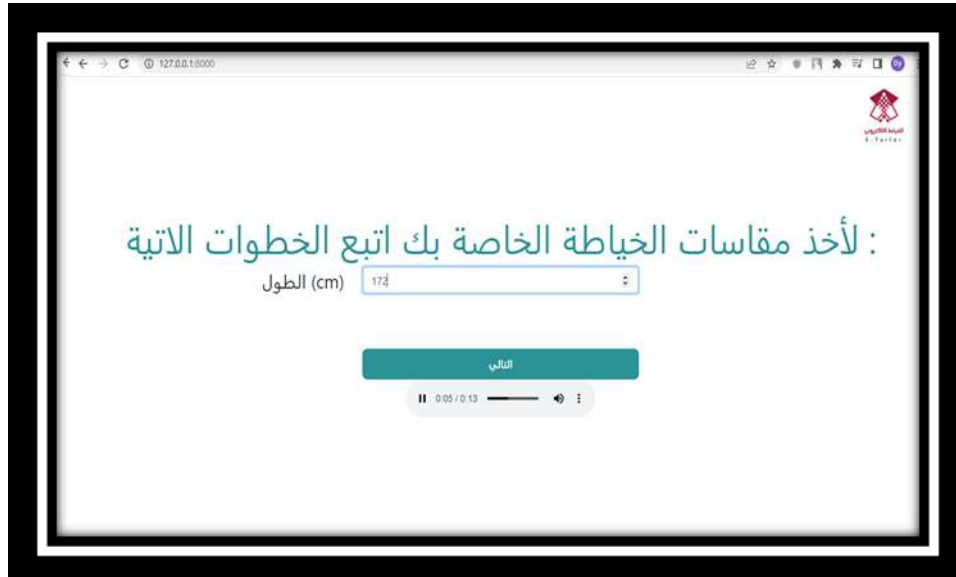 127.0.0.1:8000
E-Tailor
لأخذ مقاسات الخياطة الخاصة بك اتبع الخطوات الاتية :
الطول (cm)
172
التالي
0:05 / 0:13